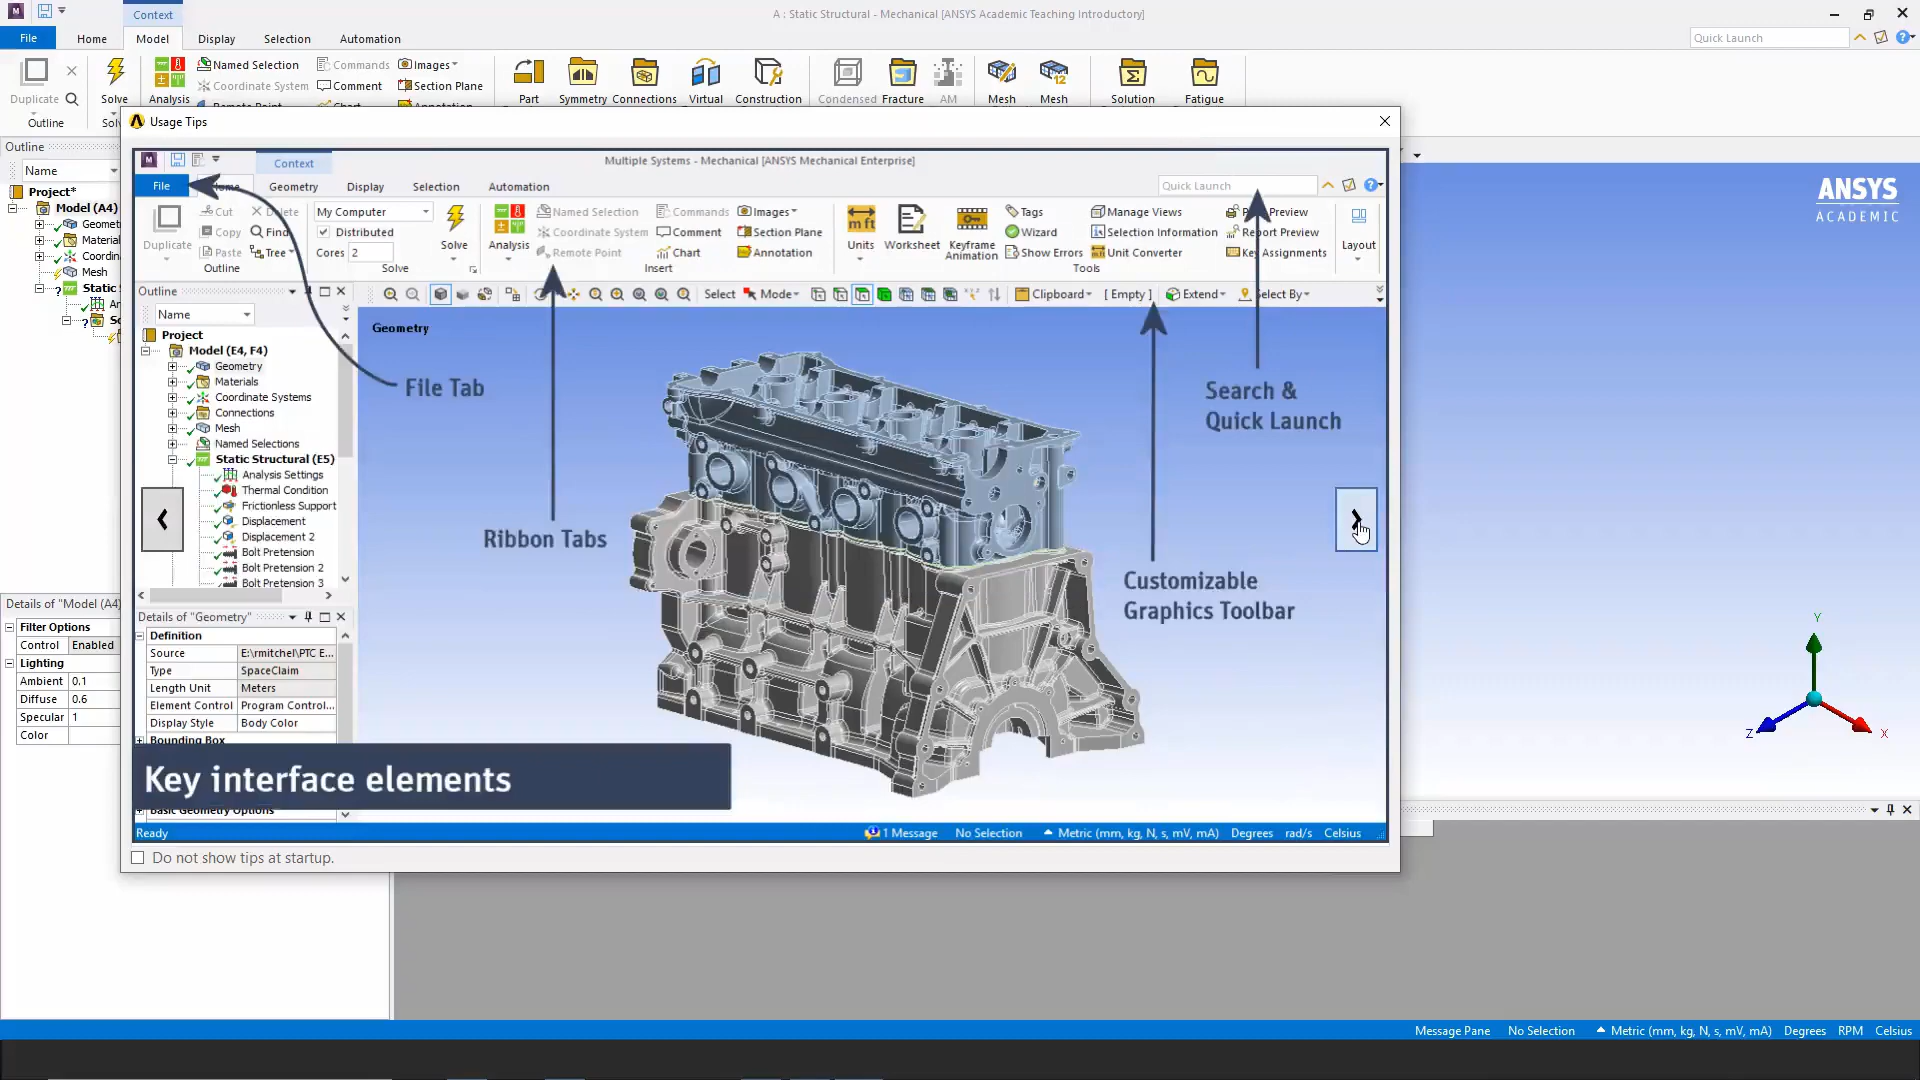 Context
A : Static Structural - Mechanical [ANSYS Academic Teaching Introductory]
File Home Model Display Selection Automation
Quick Launch
Duplicate
Outline
Solve
Analysis
Named Selection
Coordinate System
Commands
Comment
Images
Section Plane
Part Symmetry Connections Virtual Construction Condensed Fracture AM Mesh Mesh Solution Fatigue
Outline
Name
Project*
Model (A4)
Mesh
Details of "Model (A4)
Filter Options
Control Enabled
Lighting
Ambient 0.1
Diffuse 0.6
Specular 1
Color
Usage Tips
Context
Multiple Systems - Mechanical [ANSYS Mechanical Enterprise]
File Geometry Display Selection Automation
Quick Launch
Duplicate
Cut
Copy
Paste
Delete
Find
Tree
Outline
My Computer
Distributed
Cores 2
Solve
Solve
Analysis
Named Selection
Coordinate System
Remote Point
Commands
Comment
Chart
Images
Section Plane
Annotation
Insert
Units
Worksheet
Keyframe
Animation
Tags
Wizard
Show Errors
Manage Views
Selection Information
Unit Converter
Preview
Report Preview
Key Assignments
Tools
Layout
Outline
Select Mode Clipboard [ Empty ] Extend Select By
Name
Project
Model (E4, F4)
Geometry
Materials
Coordinate Systems
Connections
Mesh
Named Selections
Static Structural (E5)
Analysis Settings
Thermal Condition
Frictionless Support
Displacement
Displacement 2
Bolt Pretension
Bolt Pretension 2
Bolt Pretension 3
Geometry
File Tab
Ribbon Tabs
Search &
Quick Launch
Customizable
Graphics Toolbar
Details of "Geometry"
Definition
Source E:\rmitchel\PTC E...
Type SpaceClaim
Length Unit Meters
Element Control Program Control...
Display Style Body Color
Bounding Box
Key interface elements
Basic Geometry Options
Ready
1 Message No Selection Metric (mm, kg, N, s, mV, mA) Degrees rad/s Celsius
Do not show tips at startup.
ANSYS
ACADEMIC
Y
Z
X
Message Pane No Selection Metric (mm, kg, N, s, mV, mA) Degrees RPM Celsius